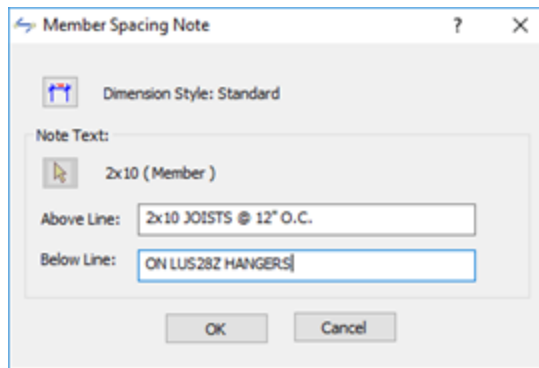 Member Spacing Note ?
Dimension Style: Standard
Note Text:
2x10 ( Member )
Above Line: 2x10 JOISTS @ 12" O.C.
Below Line: ON LUS28Z HANGERS
OK Cancel